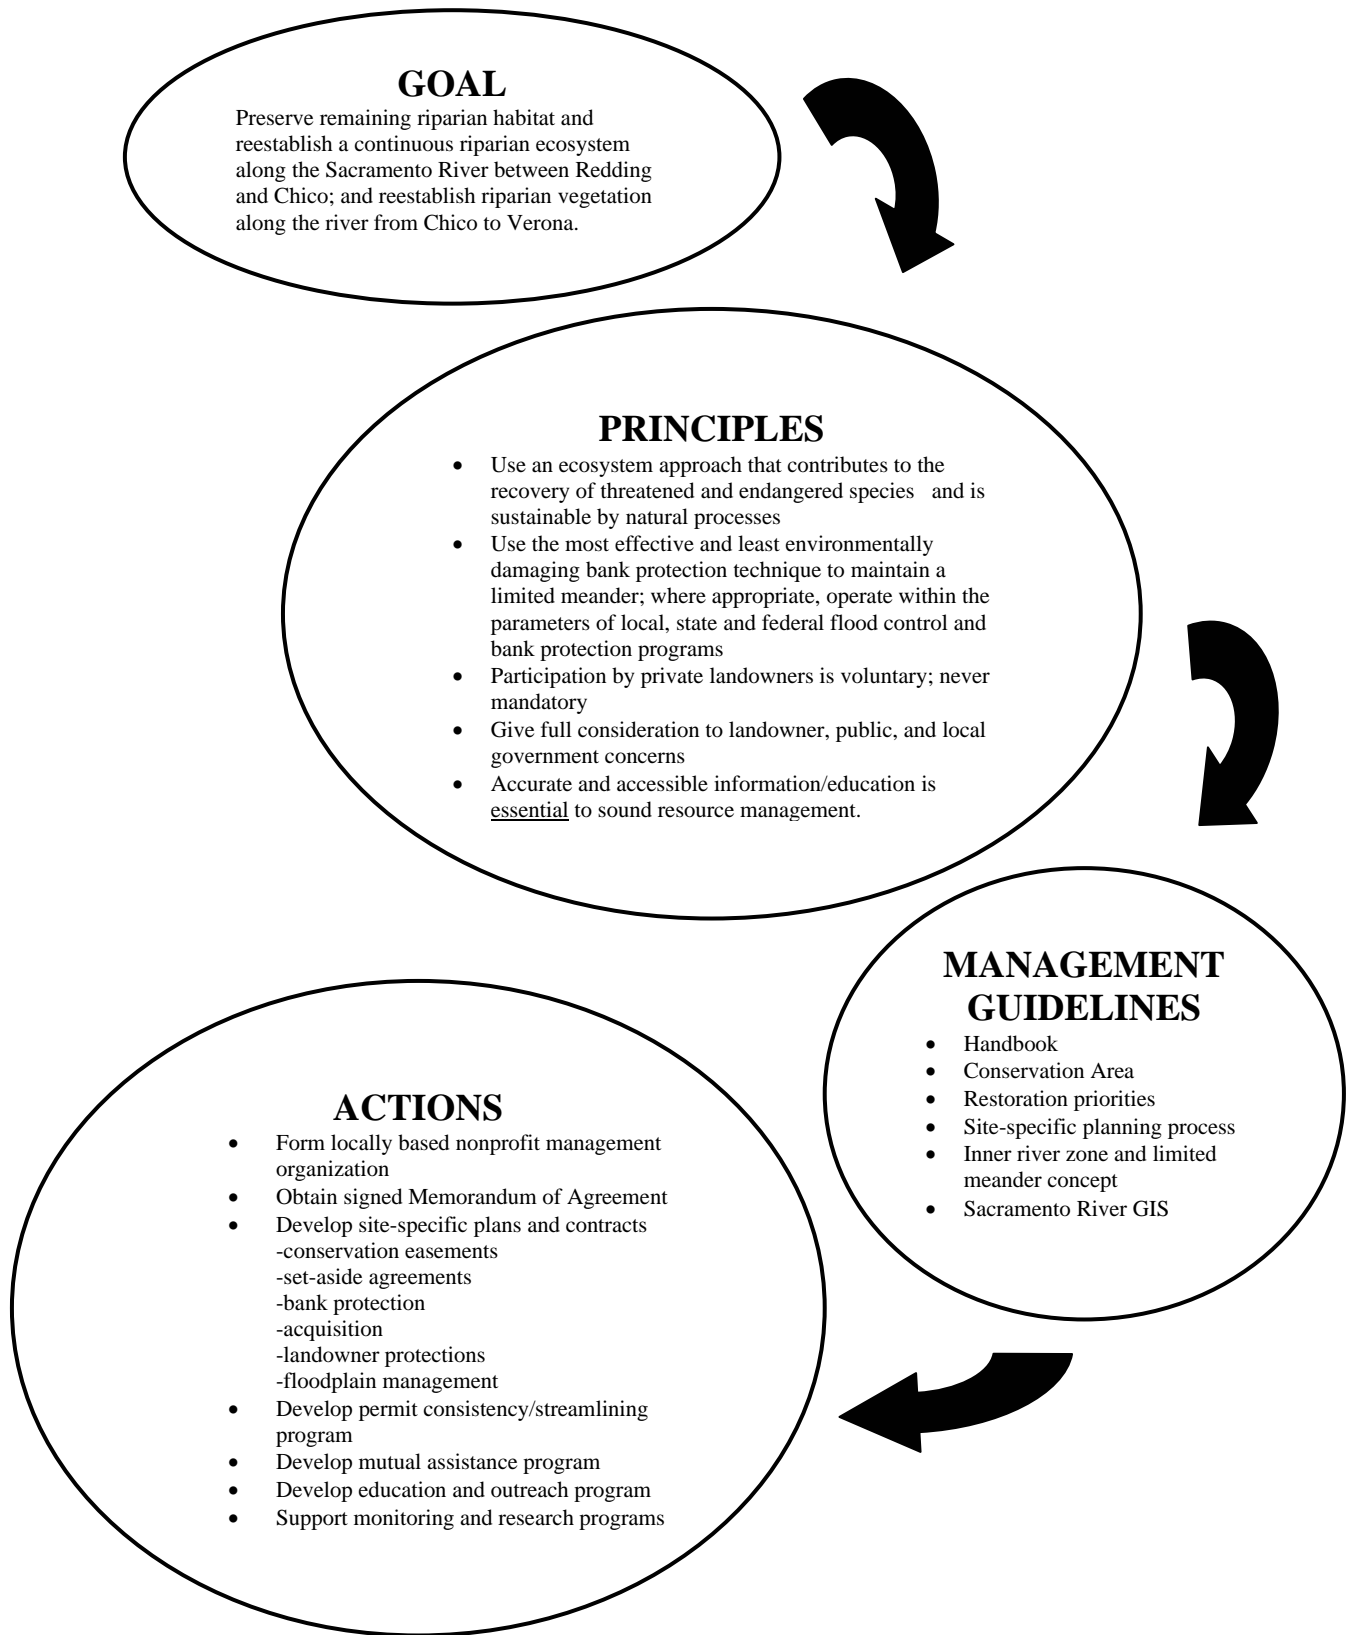 GOAL
Preserve remaining riparian habitat and
reestablish a continuous riparian ecosystem
along the Sacramento River between Redding
and Chico; and reestablish riparian vegetation
along the river from Chico to Verona.
PRINCIPLES
• Use an ecosystem approach that contributes to the
recovery of threatened and endangered species and is
sustainable by natural processes
• Use the most effective and least environmentally
damaging bank protection technique to maintain a
limited meander; where appropriate, operate within the
parameters of local, state and federal flood control and
bank protection programs
• Participation by private landowners is voluntary; never
mandatory
• Give full consideration to landowner, public, and local
government concerns
• Accurate and accessible information/education is
essential to sound resource management.
MANAGEMENT
GUIDELINES
• Handbook
• Conservation Area
• Restoration priorities
• Site-specific planning process
• Inner river zone and limited
meander concept
• Sacramento River GIS
ACTIONS
• Form locally based nonprofit management
organization
• Obtain signed Memorandum of Agreement
• Develop site-specific plans and contracts
-conservation easements
-set-aside agreements
-bank protection
-acquisition
-landowner protections
-floodplain management
• Develop permit consistency/streamlining
program
• Develop mutual assistance program
• Develop education and outreach program
• Support monitoring and research programs